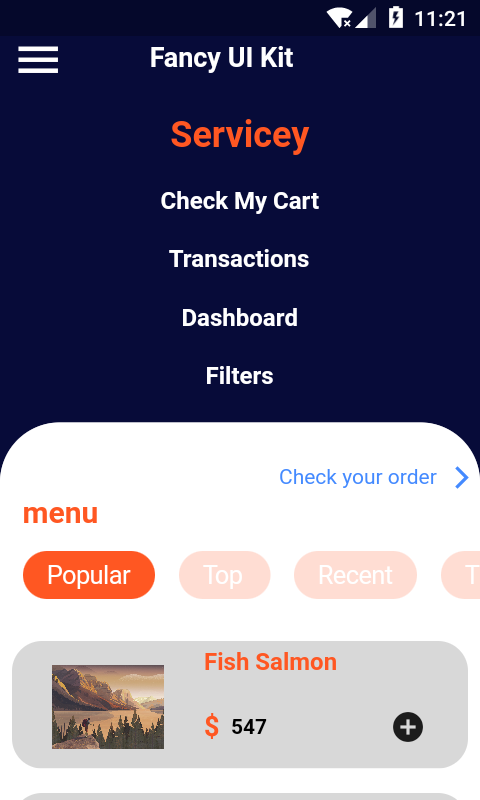 11:21
Fancy UI Kit
Servicey
Check My Cart
Transactions
Dashboard
Filters
Check your order
menu
Popular Top Recent T
Fish Salmon
$ 547